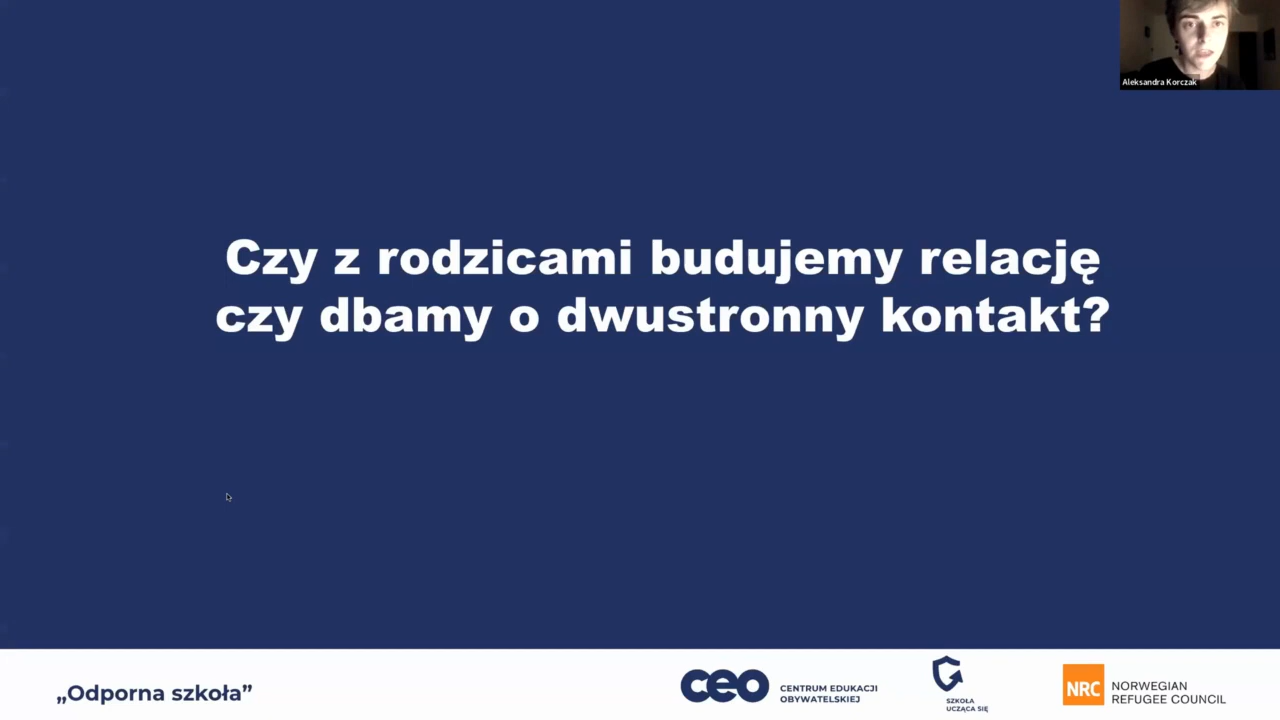 Aleksandra Korczak
Czy z rodzicami budujemy relację
czy dbamy o dwustronny kontakt?
„Odporna szkoła”
ceo
CENTRUM EDUKACJI
OBYWATELSKIEJ
SZKOŁA
UCZĄCA SIĘ
NRC
NORWEGIAN
REFUGEE COUNCIL